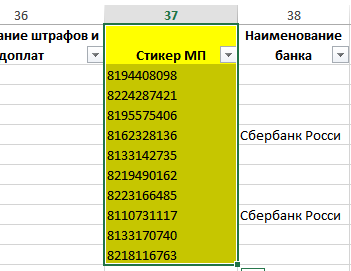 36 37 38
ание штрафов и Наименование
доплат Стикер МП банка
8194408098
8224287421
8195575406
8162328136 Сбербанк Росси
8133142735
8219490162
8223166485
8110731117 Сбербанк Росси
8133170740
8218116763